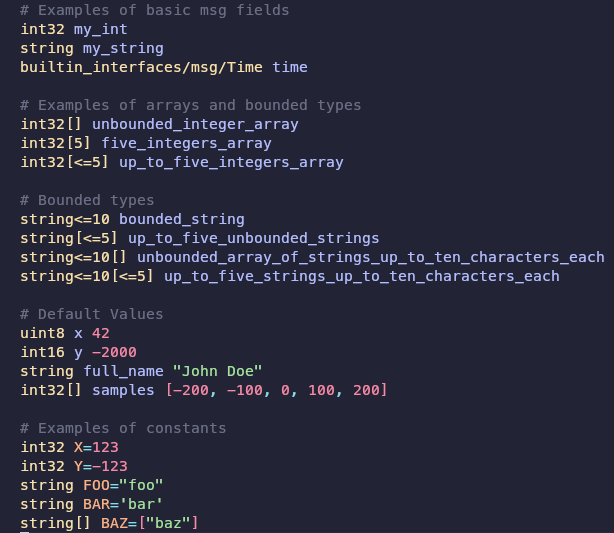 # Examples of basic msg fields
int32 my_int
string my_string
builtin_interfaces/msg/Time time
# Examples of arrays and bounded types
int32[] unbounded_integer_array
int32[5] five_integers_array
int32[<=5] up_to_five_integers_array
# Bounded types
string<=10 bounded_string
string[<=5] up_to_five_unbounded_strings
string<=10[] unbounded_array_of_strings_up_to_ten_characters_each
string<=10[<=5] up_to_five_strings_up_to_ten_characters_each
# Default Values
uint8 x 42
int16 y -2000
string full_name "John Doe"
int32[] samples [-200, -100, 0, 100, 200]
# Examples of constants
int32 X=123
int32 Y=-123
string FOO="foo"
string BAR='bar'
string[] BAZ=["baz"]